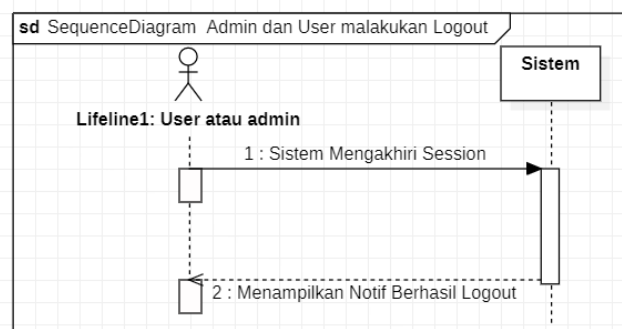 sd SequenceDiagram Admin dan User malakukan Logout
Sistem
Lifeline1: User atau admin
1 : Sistem Mengakhiri Session
2 : Menampilkan Notif Berhasil Logout